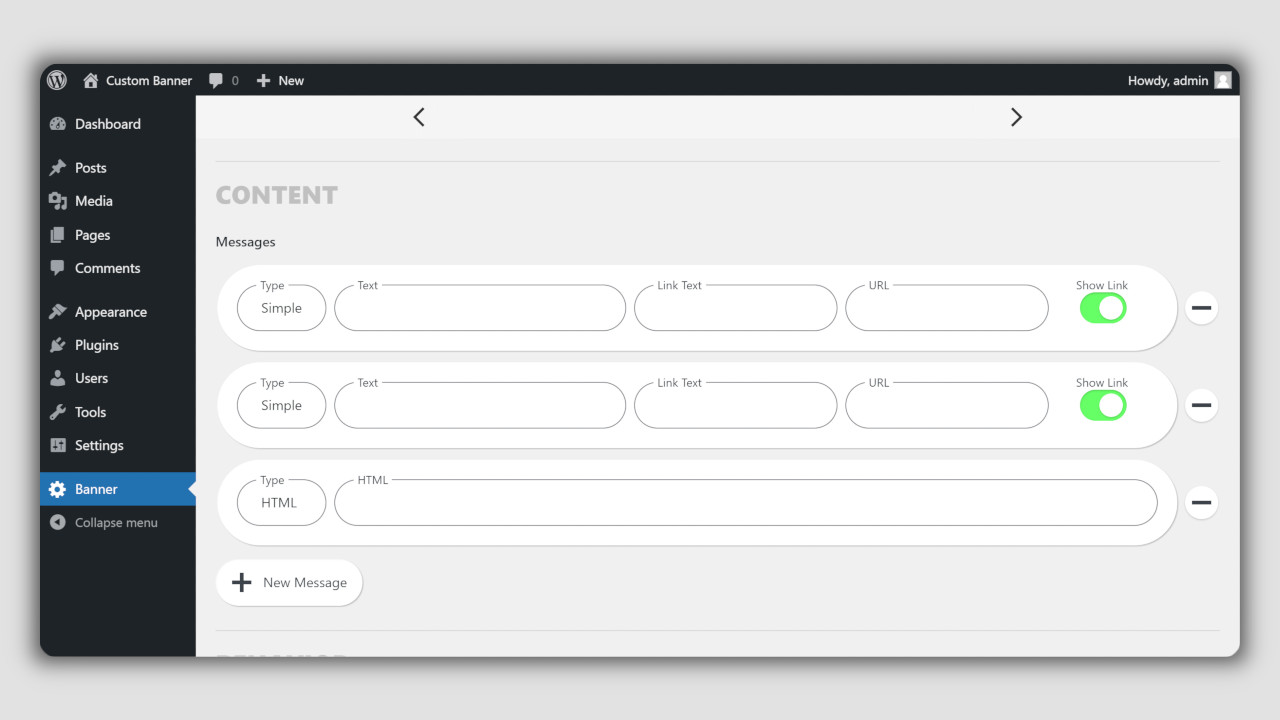 Custom Banner 0 New Howdy, admin
Dashboard
Posts
Media
Pages
Comments
Appearance
Plugins
Users
Tools
Settings
Banner
Collapse menu
CONTENT
Messages
Type Text Link Text URL Show Link
Simple
Type Text Link Text URL Show Link
Simple
Type HTML
HTML
New Message